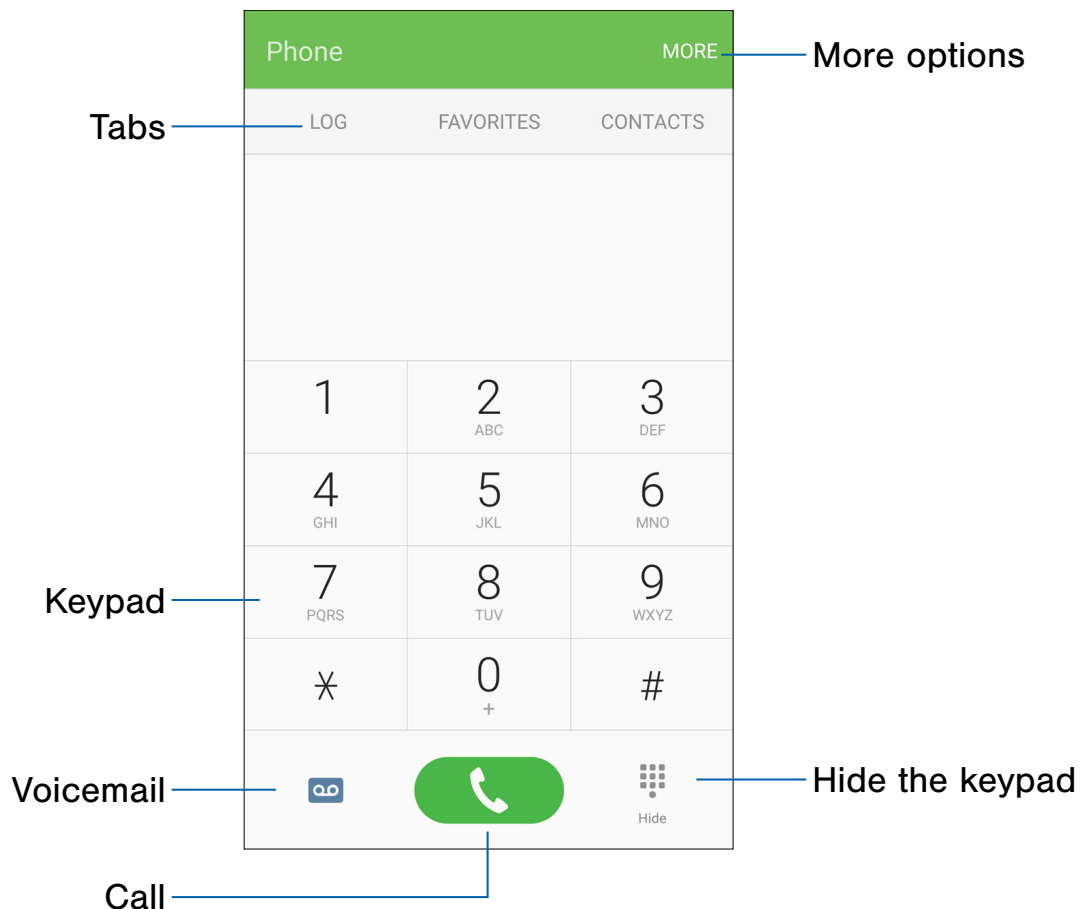 Phone MORE
More options
Tabs
LOG FAVORITES CONTACTS
1 2 3
ABC DEF
4 5 6
GHI JKL MNO
Keypad
7 8 9
PQRS TUV WXYZ
* 0 #
+
Voicemail
Hide the keypad
Hide
Call